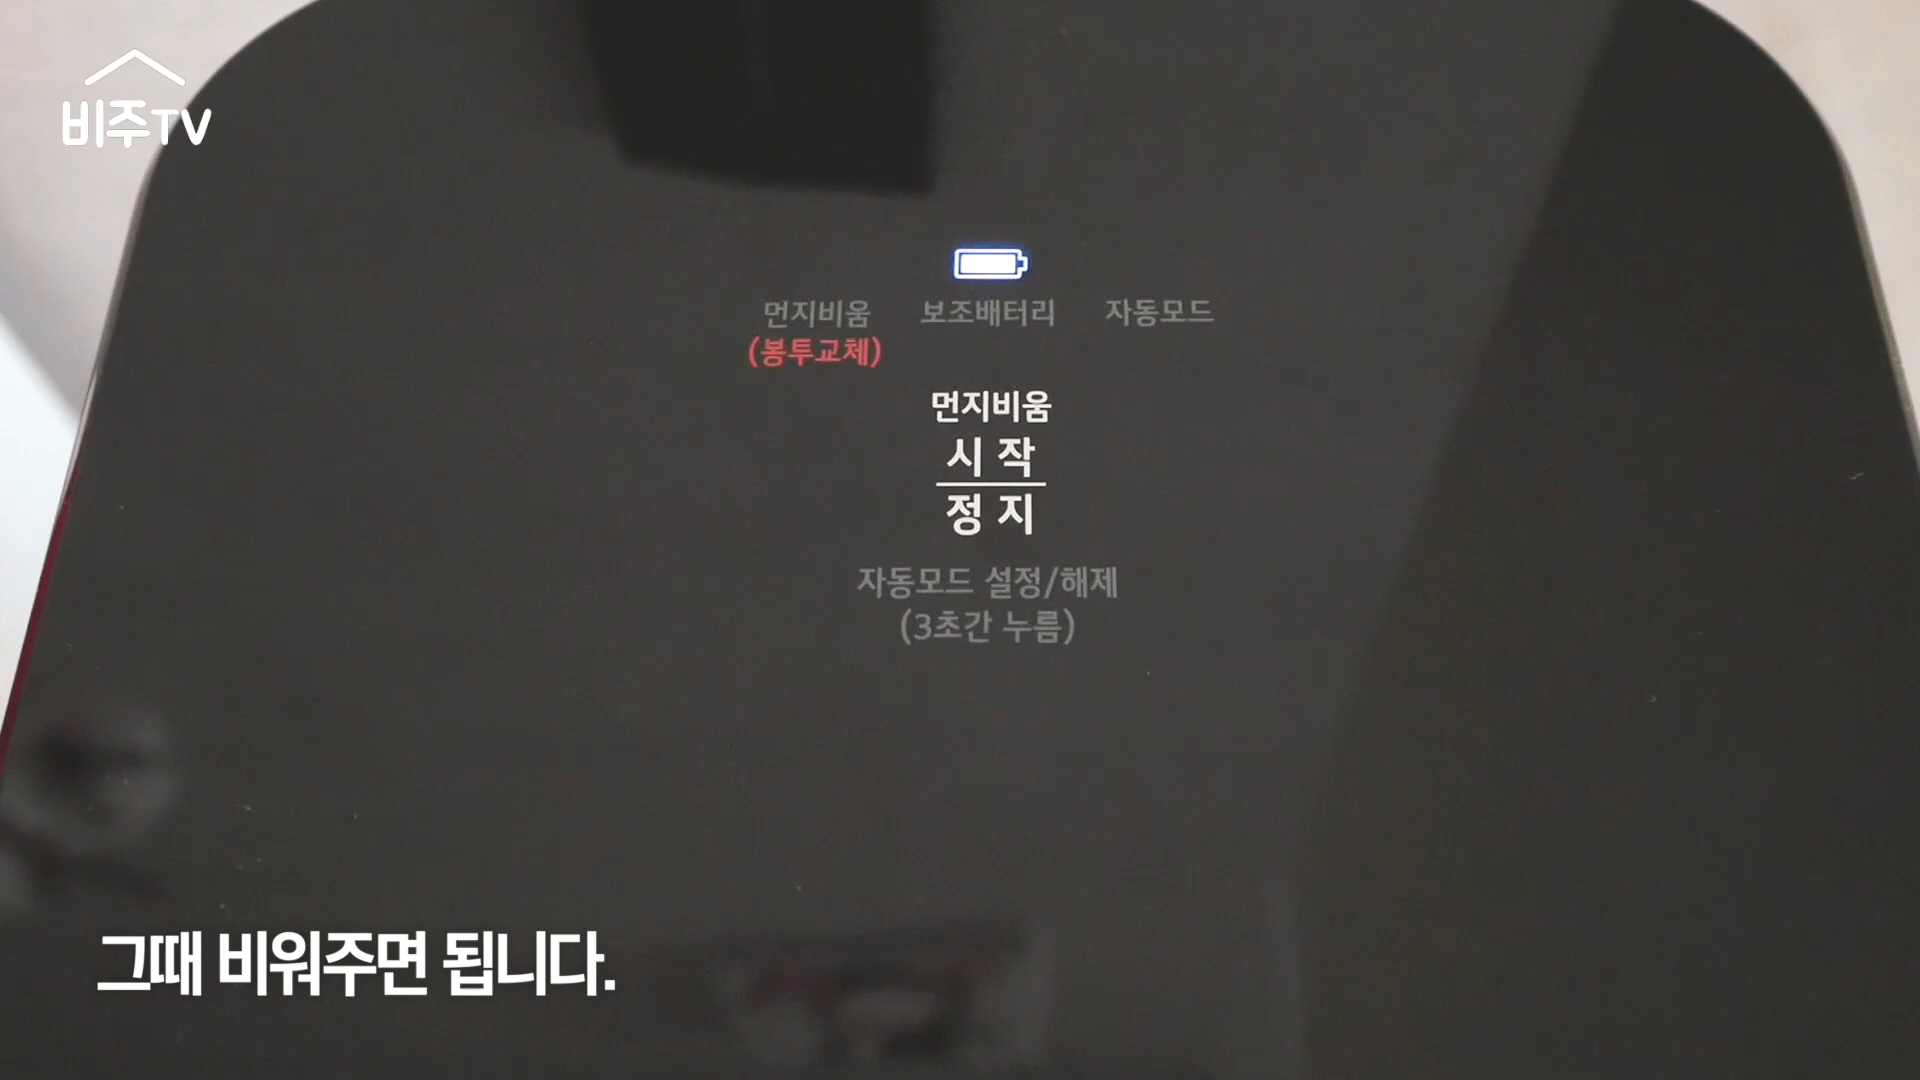 비주TV
먼지비움 보조배터리 자동모드
(봉투교체)
먼지비움
시작
정지
자동모드 설정/해제
(3초간 누름)
그때 비워주면 됩니다.